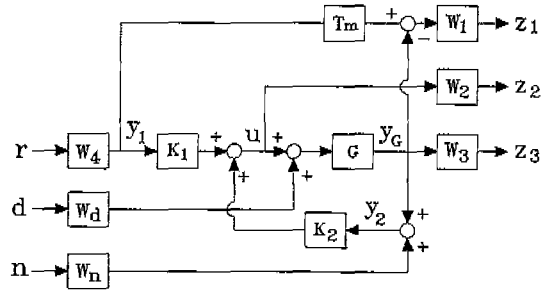 Tm + − W1 z1
W2 z2
r W4 y1 K1 + + u + + G yG W3 z3
d Wd
K2 y2 + +
n Wn